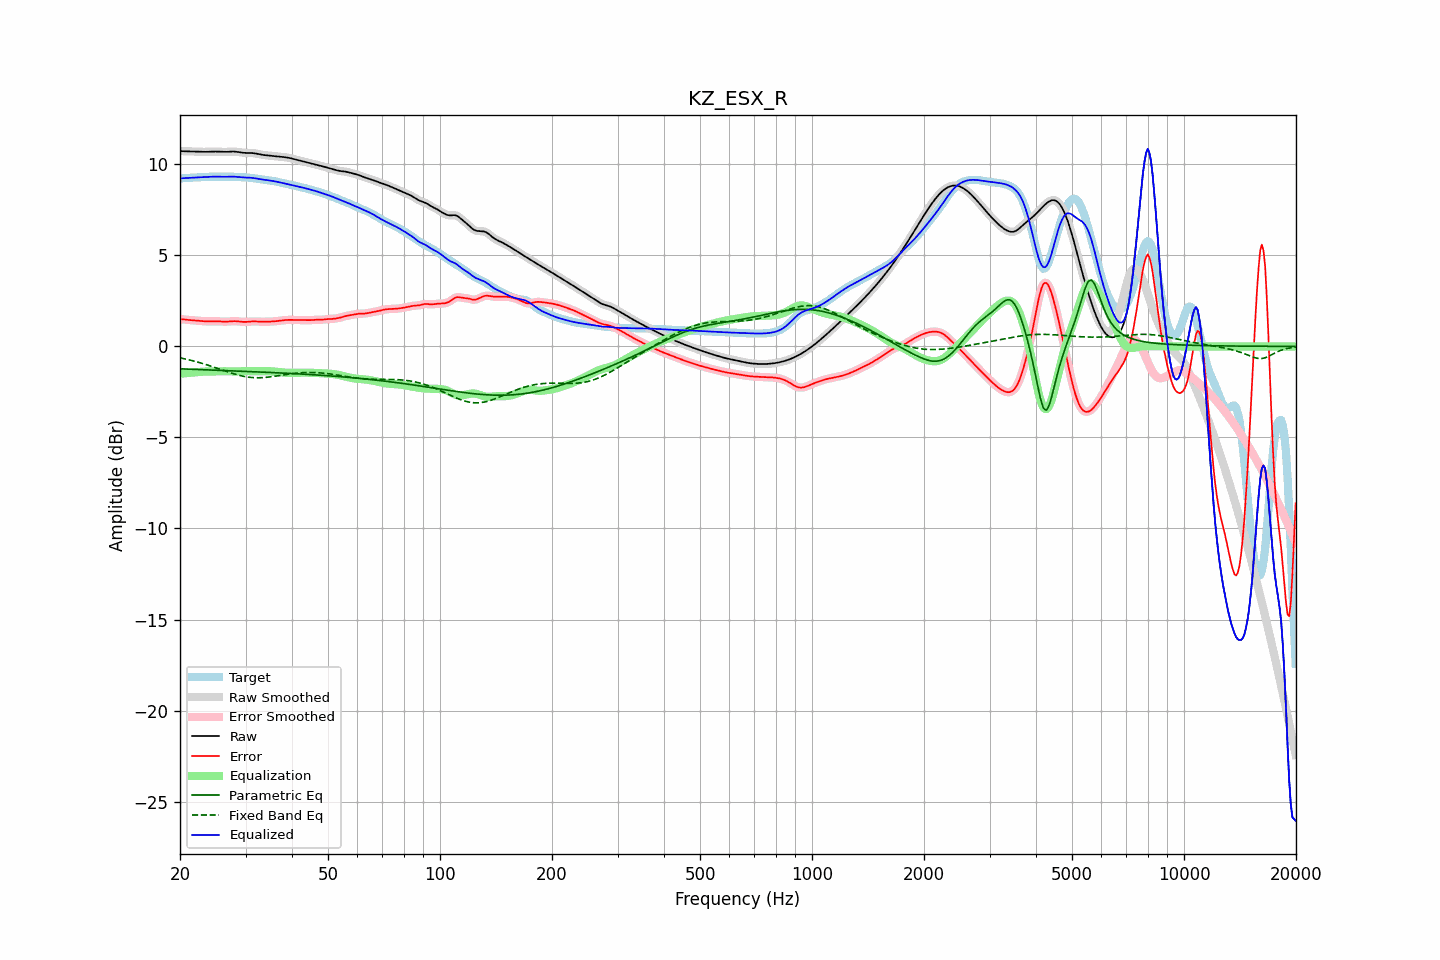 KZ_ESX_R
Amplitude (dBr)
10
5
0
−5
−10
−15
−20
−25
Target
Raw Smoothed
Error Smoothed
Raw
Error
Equalization
Parametric Eq
Fixed Band Eq
Equalized
20 50 100 200 500 1000 2000 5000 10000 20000
Frequency (Hz)